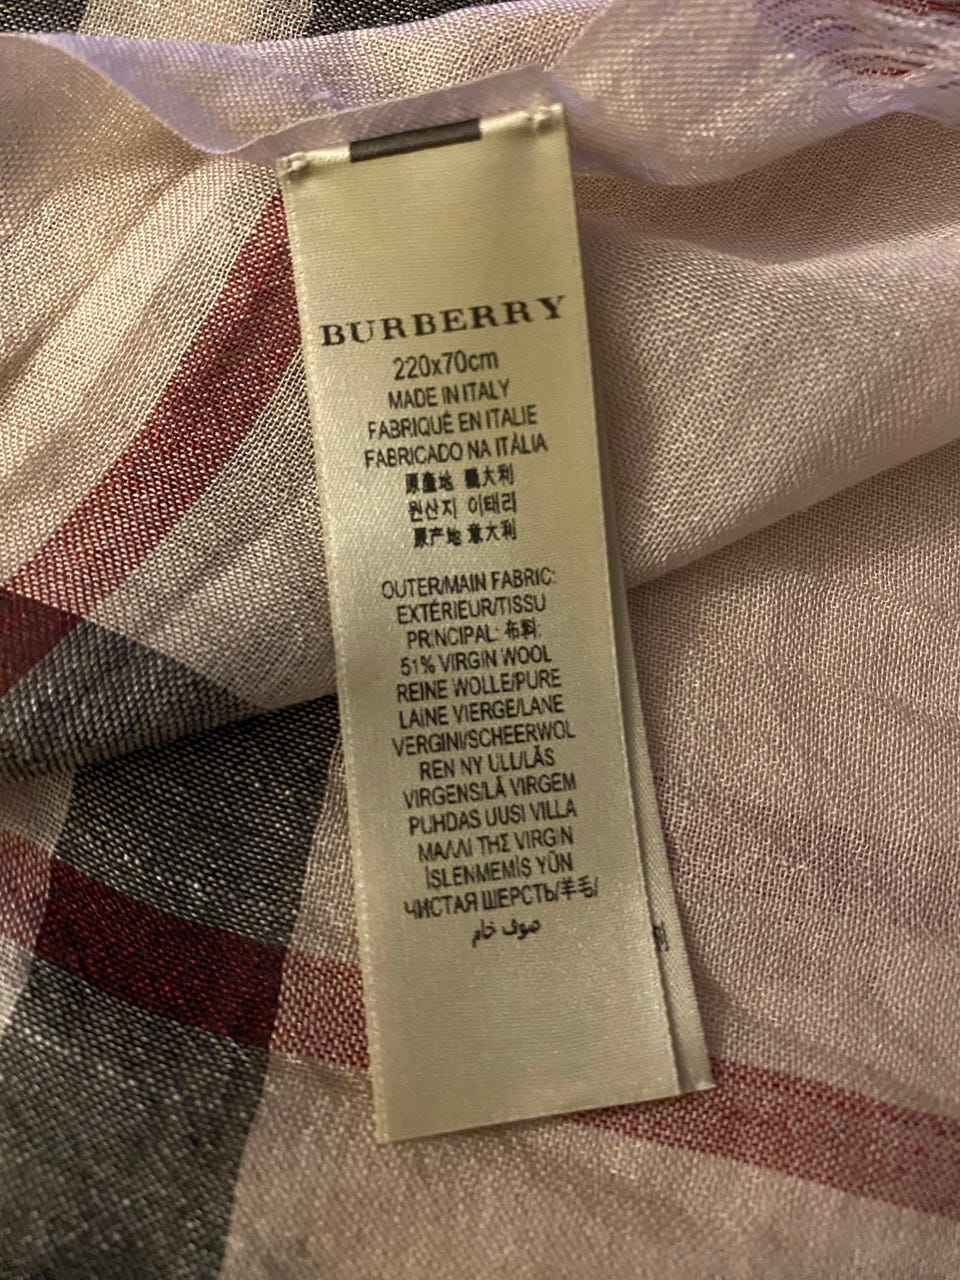 BURBERRY
220x70cm
MADE IN ITALY
FABRIQUÉ EN ITALIE
FABRICADO NA ITÁLIA
原產地 義大利
원산지 이태리
原产地 意大利
OUTER/MAIN FABRIC:
EXTÉRIEUR/TISSU
PRINCIPAL: 布料:
51% VIRGIN WOOL
REINE WOLLE/PURE
LAINE VIERGE/LANE
VERGINI/SCHEERWOL
REN NY ULL/LÃS
VIRGENS/LÃ VIRGEM
PUHDAS UUSI VILLA
ΜΑΛΛΙ ΤΗΣ VIRGIN
İSLENMEMİS YÜN
ЧИСТАЯ ШЕРСТЬ/羊毛/
صوف خام